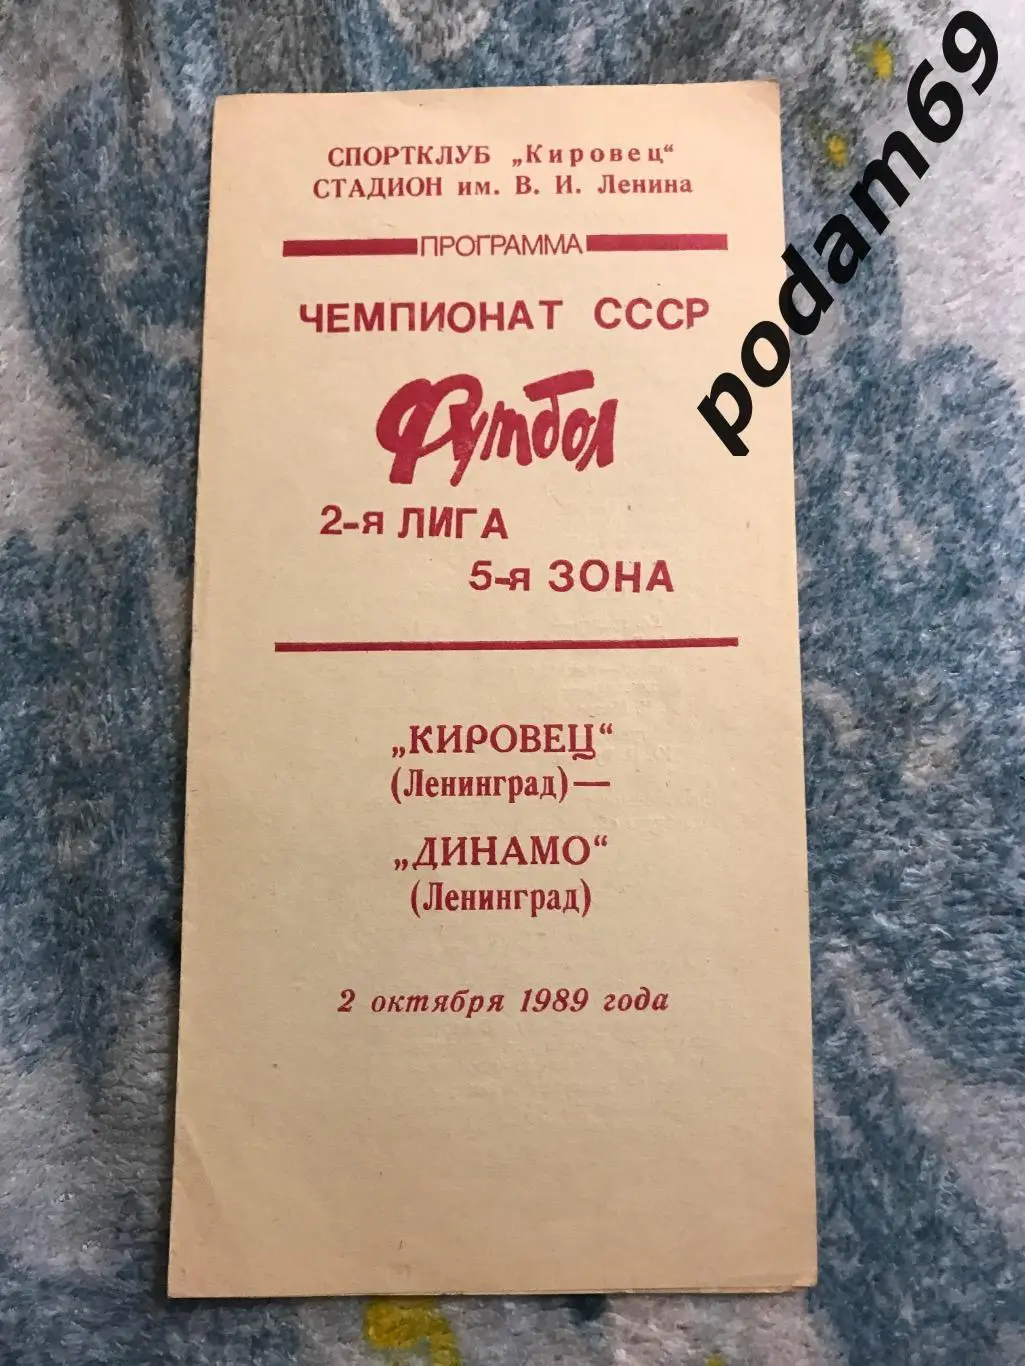 СПОРТКЛУБ „Кировец“
СТАДИОН им. В. И. Ленина
ПРОГРАММА
ЧЕМПИОНАТ СССР
Футбол
2-я ЛИГА
5-я ЗОНА
„КИРОВЕЦ“
(Ленинград)—
„ДИНАМО“
(Ленинград)
2 октября 1989 года
podam69